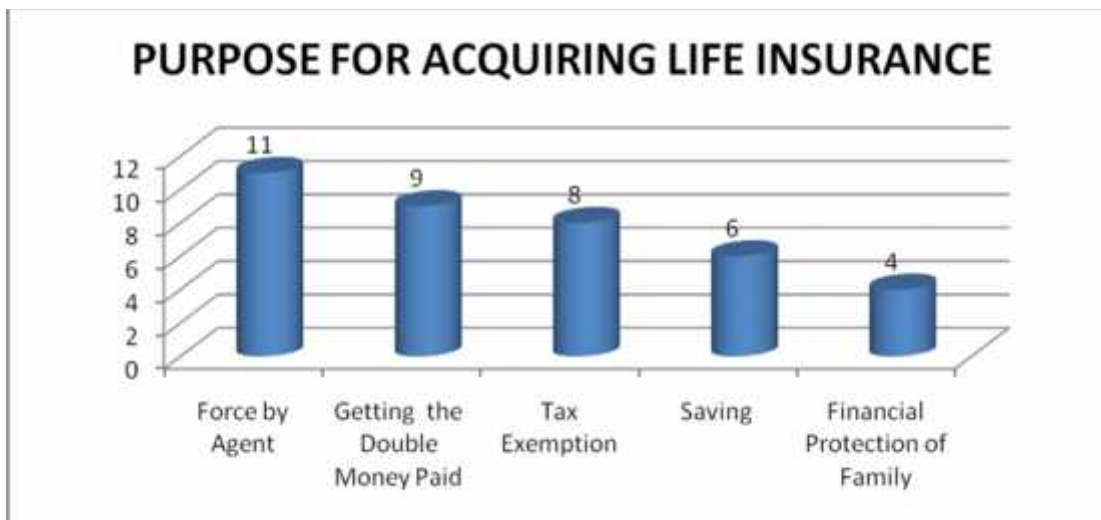 PURPOSE FOR ACQUIRING LIFE INSURANCE
12
10
8
6
4
2
0
11
9
8
6
4
Force by
Agent
Getting the
Double
Money Paid
Tax
Exemption
Saving
Financial
Protection of
Family